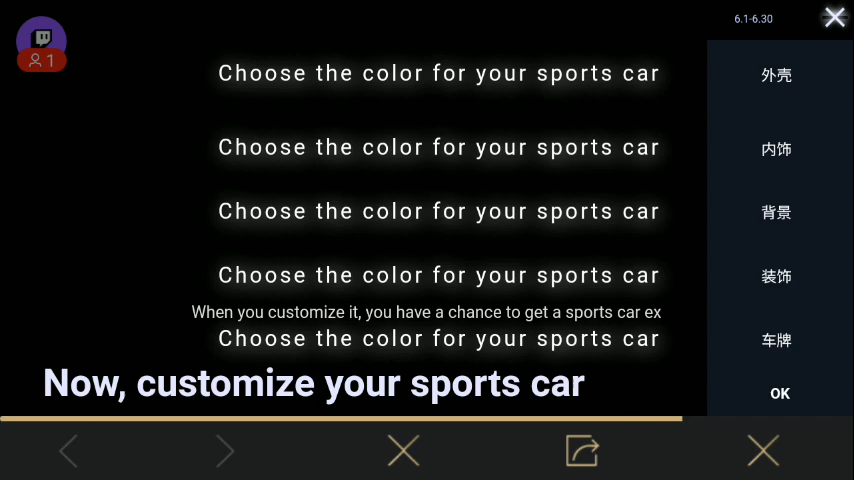 6.1-6.30
1
Choose the color for your sports car
外壳
Choose the color for your sports car
内饰
Choose the color for your sports car
背景
Choose the color for your sports car
装饰
When you customize it, you have a chance to get a sports car ex
Choose the color for your sports car
车牌
Now, customize your sports car
OK